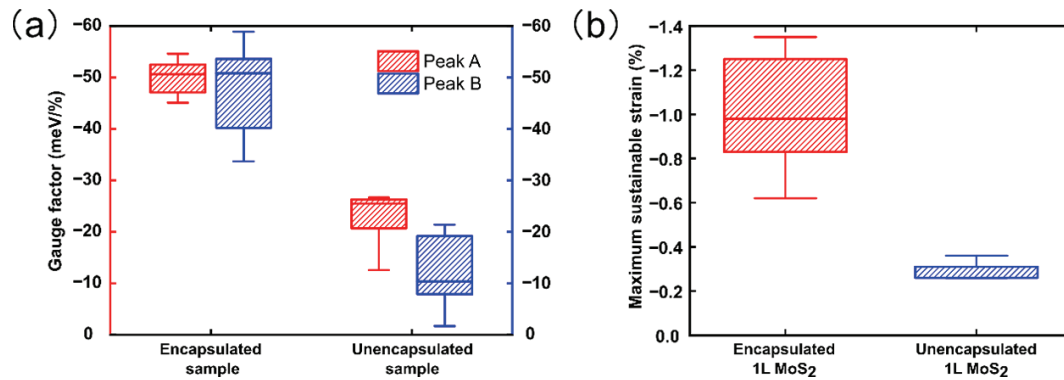 (a)
Gauge factor (meV/%)
−60
−50
−40
−30
−20
−10
0
Peak A
Peak B
−60
−50
−40
−30
−20
−10
0
Encapsulated
sample
Unencapsulated
sample
(b)
Maximum sustainable strain (%)
−1.4
−1.2
−1.0
−0.8
−0.6
−0.4
−0.2
0.0
Encapsulated
1L MoS₂
Unencapsulated
1L MoS₂